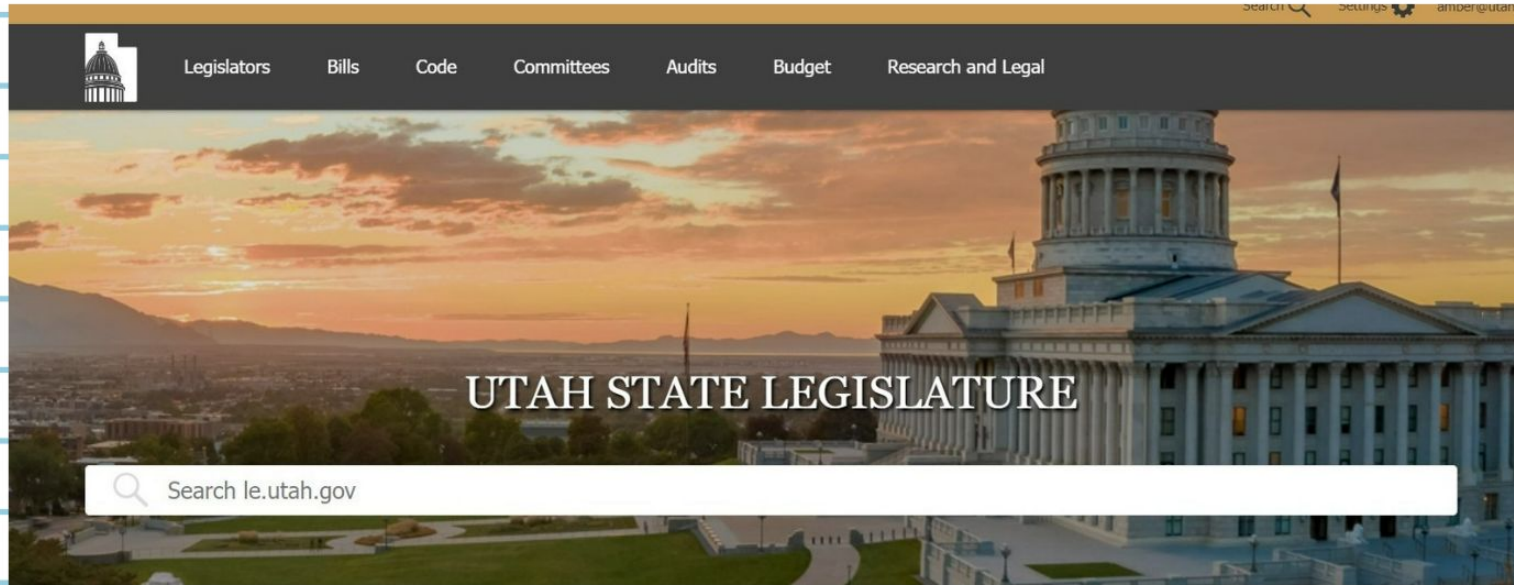 Search Settings
Legislators Bills Code Committees Audits Budget Research and Legal
UTAH STATE LEGISLATURE
Search le.utah.gov